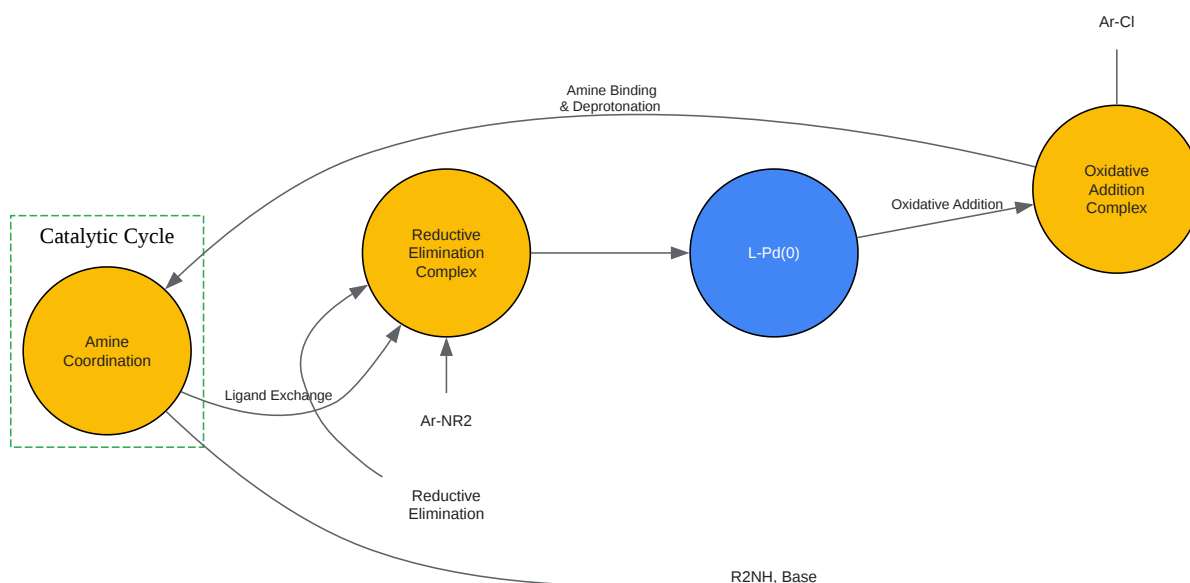 Ar-Cl
Amine Binding
& Deprotonation
Oxidative
Addition
Complex
Oxidative Addition
Catalytic Cycle
Reductive
Elimination
Complex
L-Pd(0)
Amine
Coordination
Ligand Exchange
Ar-NR2
Reductive
Elimination
R2NH, Base